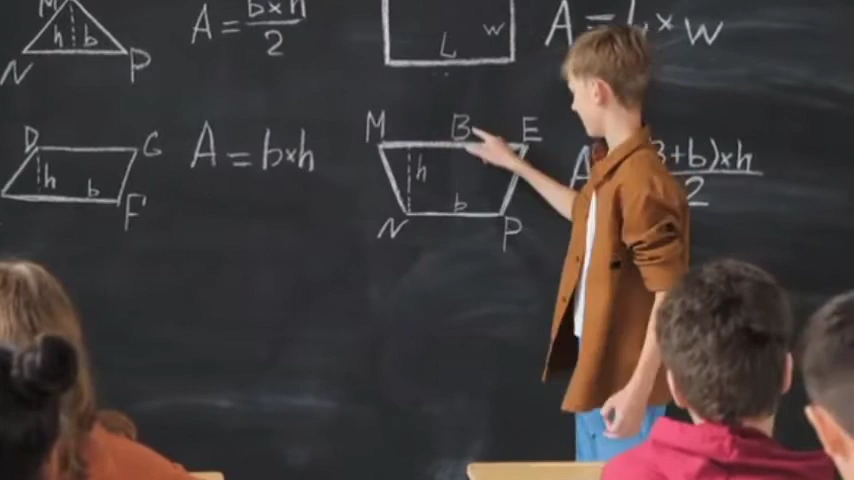 M
h b
N P
A = b×h
2
L w
A = L×w
D G
h b
F
A = b×h
M B E
h
b
N P
A B+b)×h
2